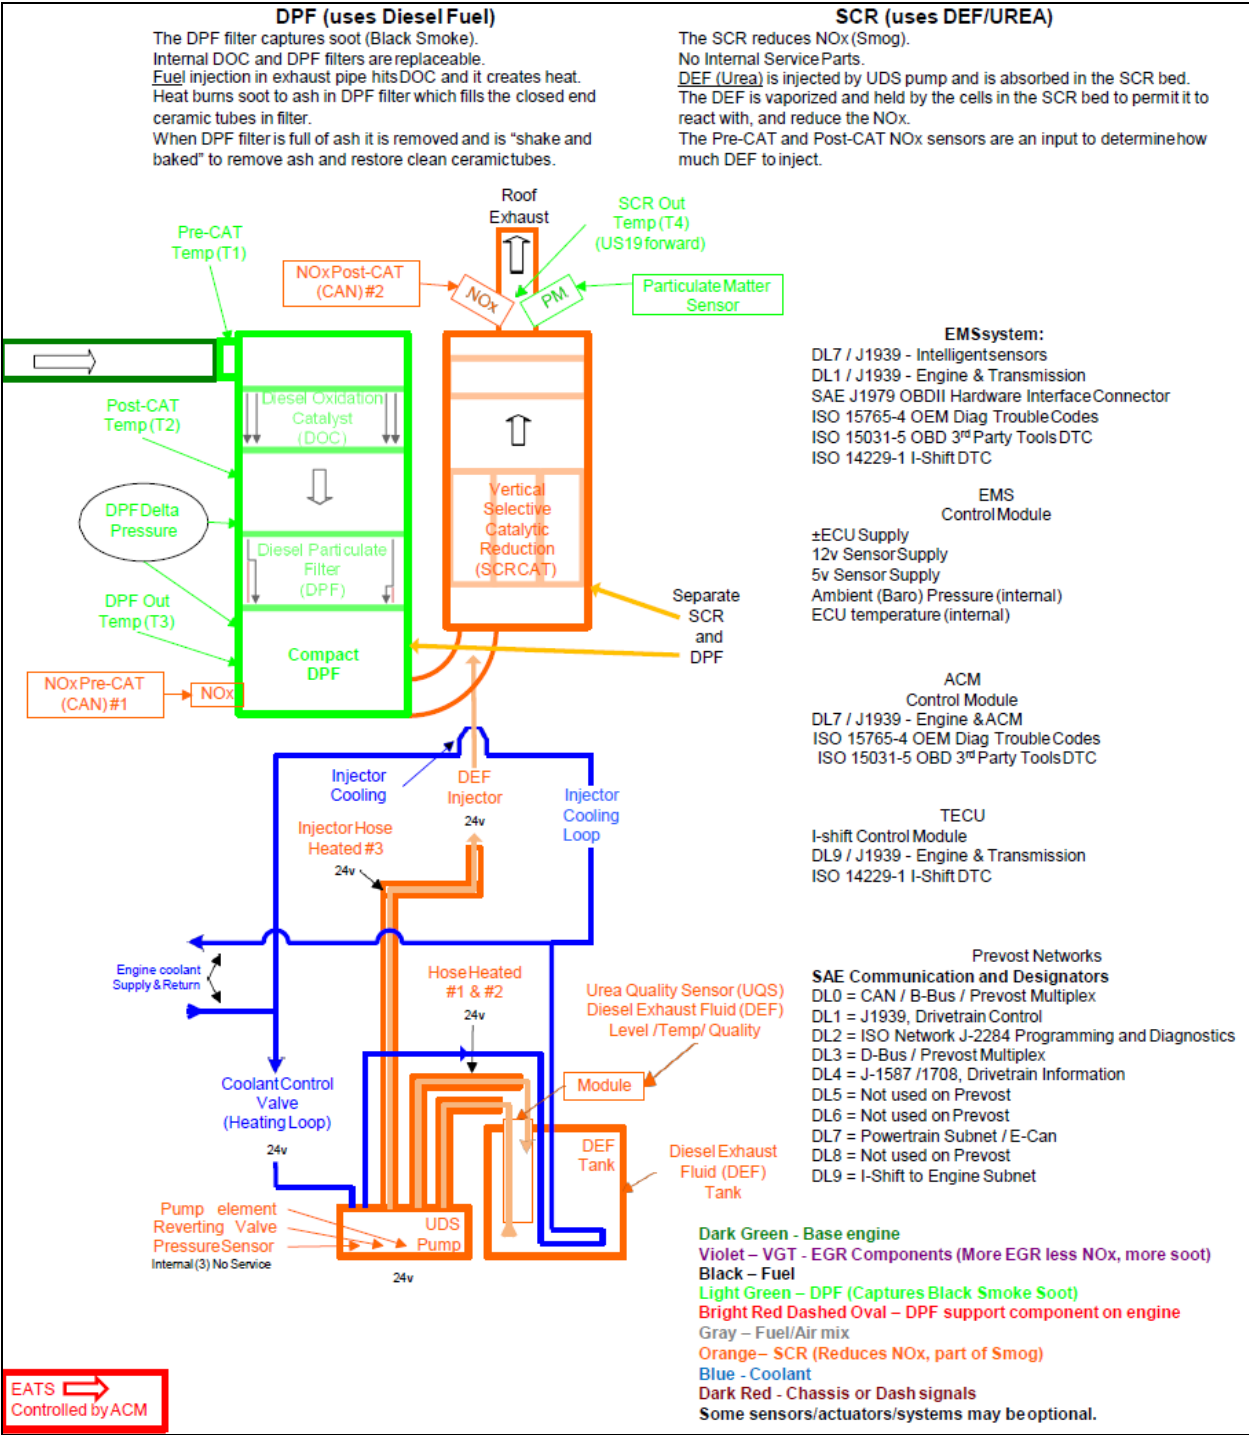 DPF (uses Diesel Fuel)
The DPF filter captures soot (Black Smoke).
Internal DOC and DPF filters are replaceable.
Fuel injection in exhaust pipe hits DOC and it creates heat.
Heat burns soot to ash in DPF filter which fills the closed end
ceramic tubes in filter.
When DPF filter is full of ash it is removed and is “shake and
baked” to remove ash and restore clean ceramic tubes.
SCR (uses DEF/UREA)
The SCR reduces NOx (Smog).
No Internal Service Parts.
DEF (Urea) is injected by UDS pump and is absorbed in the SCR bed.
The DEF is vaporized and held by the cells in the SCR bed to permit it to
react with, and reduce the NOx.
The Pre-CAT and Post-CAT NOx sensors are an input to determine how
much DEF to inject.
Roof
Exhaust
SCR Out
Temp (T4)
(US19 forward)
Pre-CAT
Temp (T1)
NOx Post-CAT
(CAN) #2
NOx
PM
Particulate Matter
Sensor
Diesel Oxidation
Catalyst
(DOC)
Post-CAT
Temp (T2)
DPF Delta
Pressure
Diesel Particulate
Filter
(DPF)
DPF Out
Temp (T3)
Compact
DPF
NOx Pre-CAT
(CAN) #1
NOx
Vertical
Selective
Catalytic
Reduction
(SCR CAT)
Separate
SCR
and
DPF
Injector
Cooling
DEF
Injector
24v
Injector
Cooling
Loop
Injector Hose
Heated #3
24v
Engine coolant
Supply & Return
Hose Heated
#1 & #2
24v
Urea Quality Sensor (UQS)
Diesel Exhaust Fluid (DEF)
Level /Temp/ Quality
Module
Coolant Control
Valve
(Heating Loop)
24v
DEF
Tank
Diesel Exhaust
Fluid (DEF)
Tank
Pump element
Reverting Valve
Pressure Sensor
Internal (3) No Service
UDS
Pump
24v
EMS system:
DL7 / J1939 - Intelligent sensors
DL1 / J1939 - Engine & Transmission
SAE J1979 OBDII Hardware Interface Connector
ISO 15765-4 OEM Diag Trouble Codes
ISO 15031-5 OBD 3rd Party Tools DTC
ISO 14229-1 I-Shift DTC
EMS
Control Module
±ECU Supply
12v Sensor Supply
5v Sensor Supply
Ambient (Baro) Pressure (internal)
ECU temperature (internal)
ACM
Control Module
DL7 / J1939 - Engine & ACM
ISO 15765-4 OEM Diag Trouble Codes
ISO 15031-5 OBD 3rd Party Tools DTC
TECU
I-shift Control Module
DL9 / J1939 - Engine & Transmission
ISO 14229-1 I-Shift DTC
Prevost Networks
SAE Communication and Designators
DL0 = CAN / B-Bus / Prevost Multiplex
DL1 = J1939, Drivetrain Control
DL2 = ISO Network J-2284 Programming and Diagnostics
DL3 = D-Bus / Prevost Multiplex
DL4 = J-1587 /1708, Drivetrain Information
DL5 = Not used on Prevost
DL6 = Not used on Prevost
DL7 = Powertrain Subnet / E-Can
DL8 = Not used on Prevost
DL9 = I-Shift to Engine Subnet
Dark Green - Base engine
Violet – VGT - EGR Components (More EGR less NOx, more soot)
Black – Fuel
Light Green – DPF (Captures Black Smoke Soot)
Bright Red Dashed Oval – DPF support component on engine
Gray – Fuel/Air mix
Orange– SCR (Reduces NOx, part of Smog)
Blue - Coolant
Dark Red - Chassis or Dash signals
Some sensors/actuators/systems may be optional.
EATS
Controlled by ACM